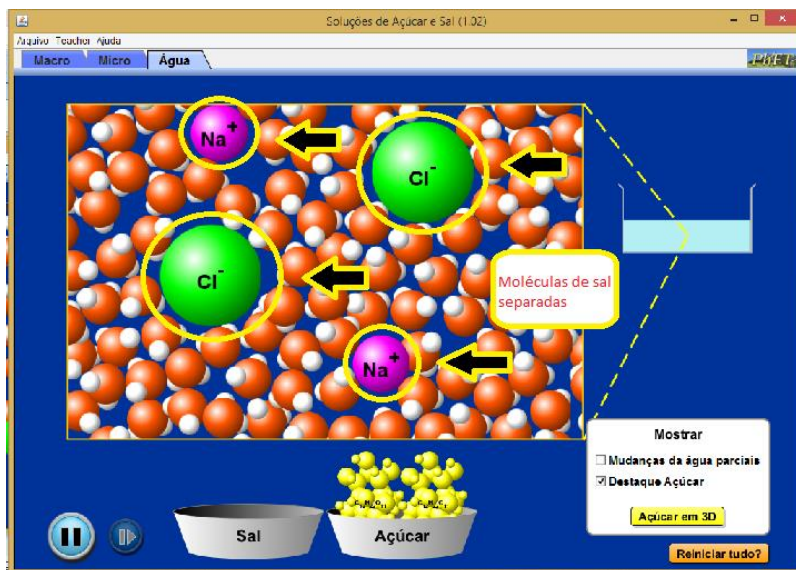 Soluções de Açúcar e Sal (1.02)
Arquivo Teacher Ajuda
Macro Micro Água
PhET
Na+
Cl-
Cl-
Moléculas de sal
separadas
Na+
Mostrar
Mudanças da água parciais
Destaque Açúcar
Açúcar em 3D
Sal
Açúcar
Reiniciar tudo?